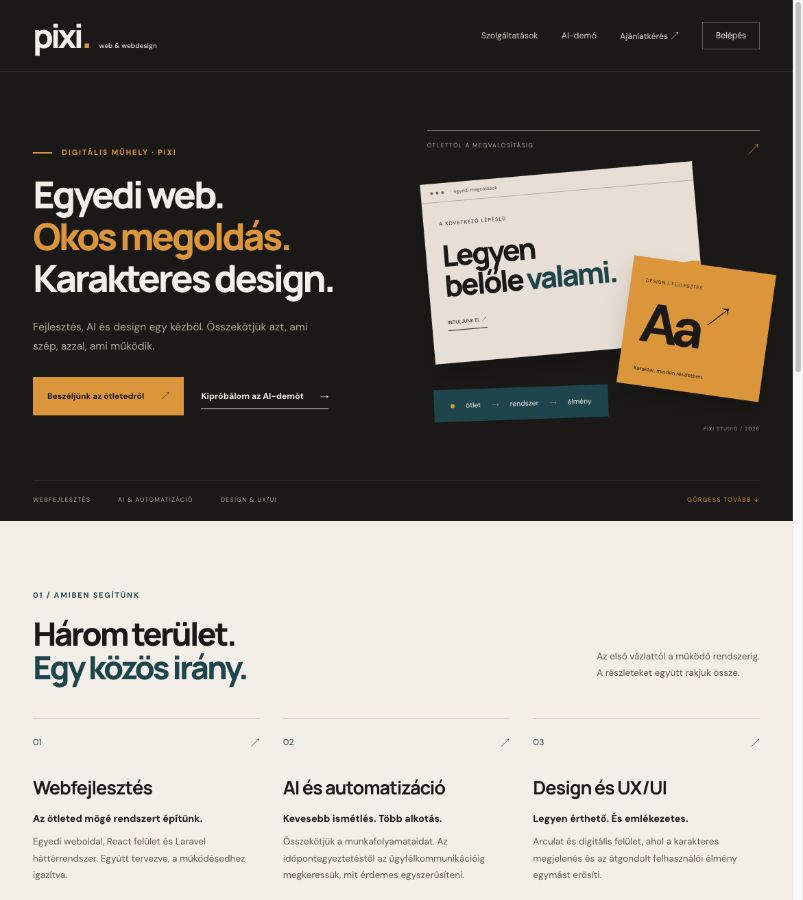 pixi.
web & webdesign
Szolgáltatások
AI-demó
Ajánlatkérés ↗
Belépés
DIGITÁLIS MŰHELY · PIXI
Egyedi web.
Okos megoldás.
Karakteres design.
Fejlesztés, AI és design egy kézből. Összekötjük azt, ami
szép, azzal, ami működik.
Beszéljünk az ötletedről ↗
Kipróbálom az AI-demót →
ÖTLETTŐL A MEGVALÓSÍTÁSIG
↗
egyedi megoldások
A KÖVETKEZŐ LÉPÉSED
Legyen
belőle valami.
INDULJUNK EL ↗
DESIGN / FEJLESZTÉS
Aa ↗
Karakter, minden részletben.
ötlet → rendszer → élmény
PIXI STUDIO / 2026
WEBFEJLESZTÉS
AI & AUTOMATIZÁCIÓ
DESIGN & UX/UI
GÖRGESS TOVÁBB ↓
01 / AMIBEN SEGÍTÜNK
Három terület.
Egy közös irány.
Az első vázlattól a működő rendszerig.
A részleteket együtt rakjuk össze.
01 ↗
Webfejlesztés
Az ötleted mögé rendszert építünk.
Egyedi weboldal, React felület és Laravel
háttérrendszer. Együtt tervezve, a működésedhez
igazítva.
02 ↗
AI és automatizáció
Kevesebb ismétlés. Több alkotás.
Összekötjük a munkafolyamataidat. Az
időpontegyeztetéstől az ügyfélkommunikációig
megkeressük, mit érdemes egyszerűsíteni.
03 ↗
Design és UX/UI
Legyen érthető. És emlékezetes.
Arculat és digitális felület, ahol a karakteres
megjelenés és az átgondolt felhasználói élmény
egymást erősíti.